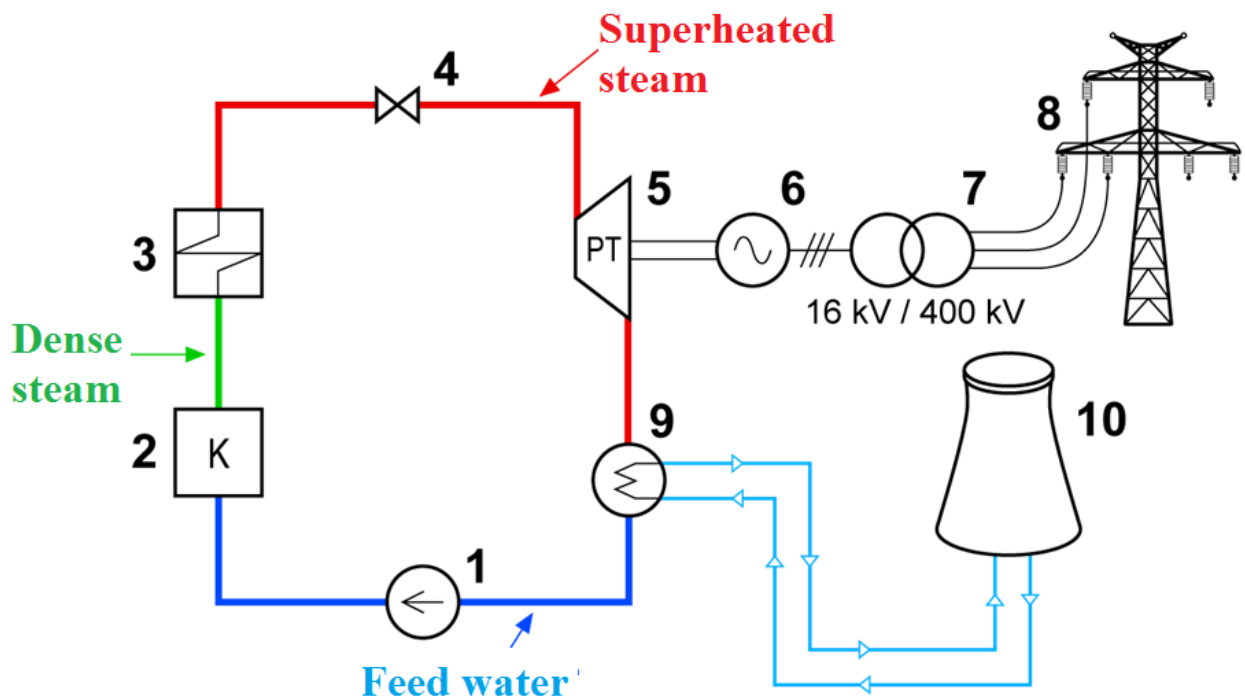 Superheated
steam
4
8
5
6
7
PT
3
16 kV / 400 kV
Dense
steam
9
10
2
K
1
Feed water